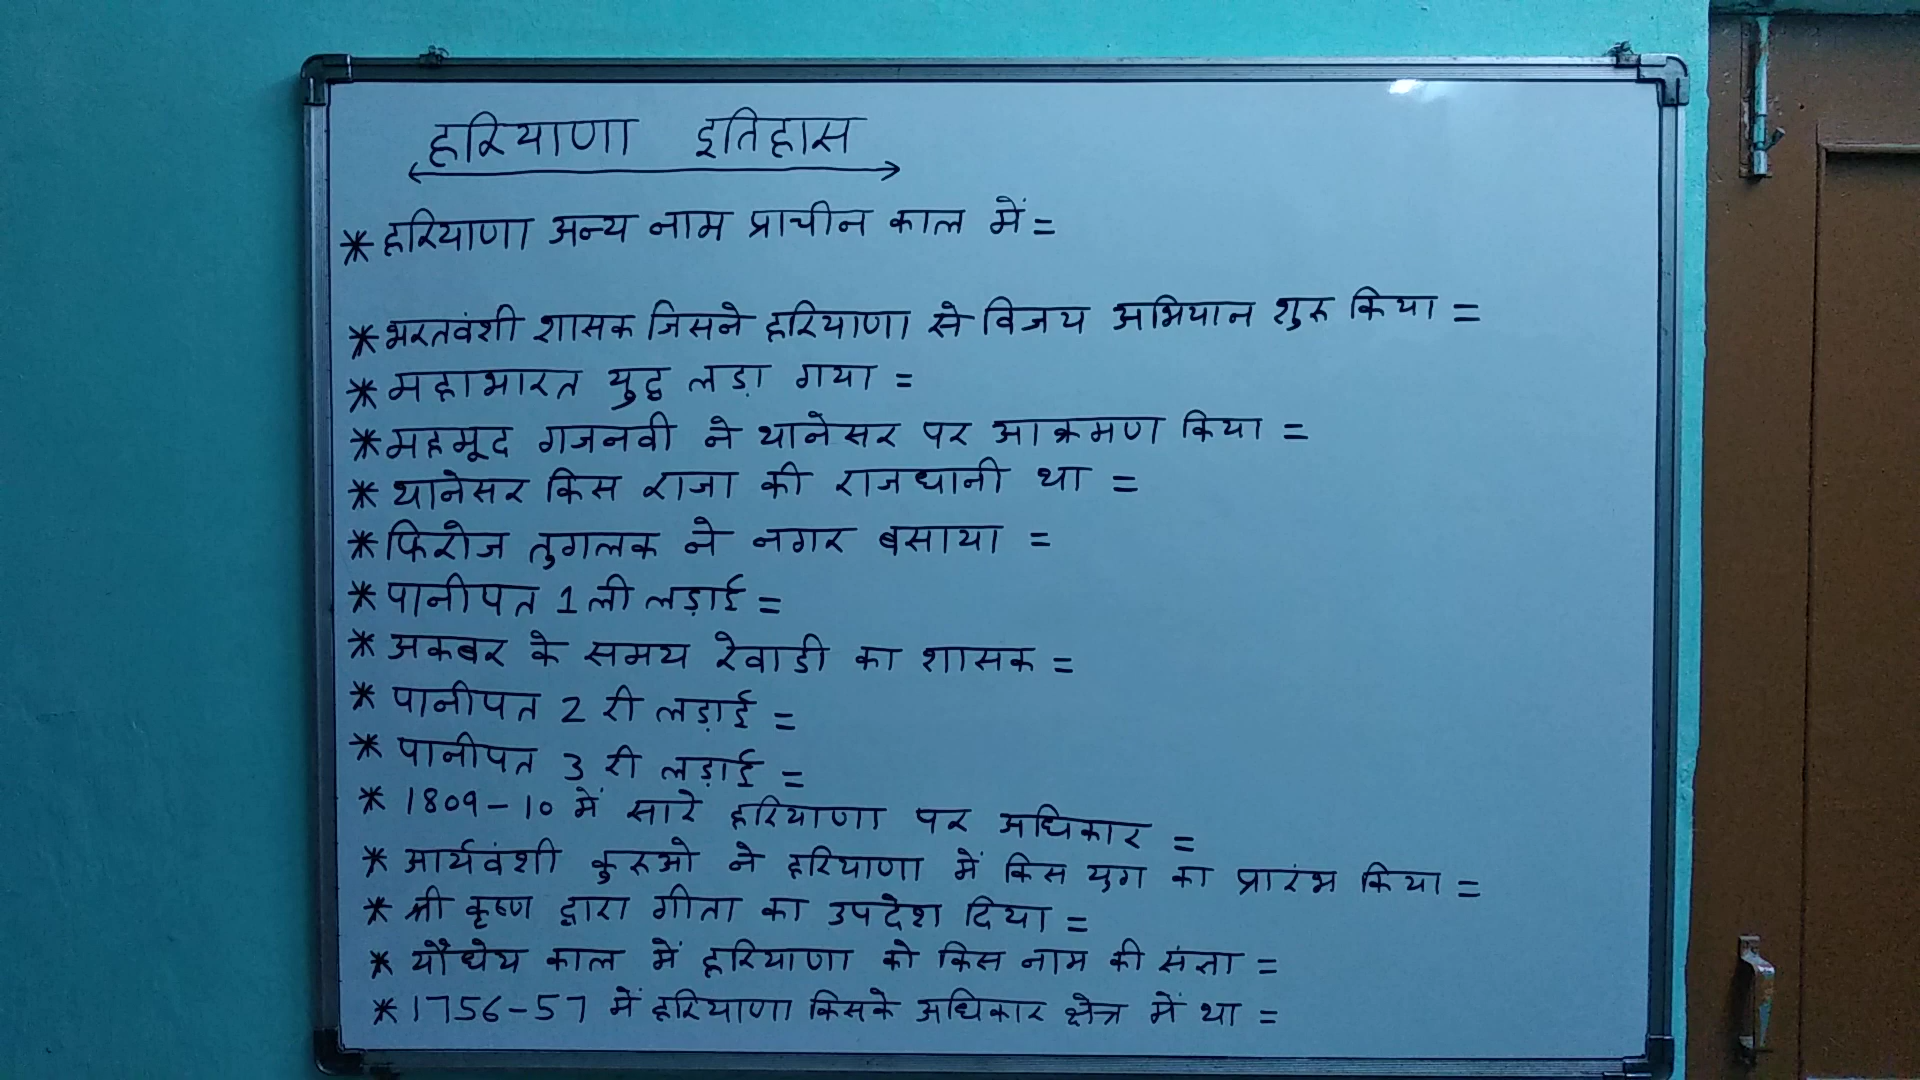 हरियाणा इतिहास
* हरियाणा अन्य नाम प्राचीन काल में =
* भरतवंशी शासक जिसने हरियाणा से विजय अभियान शुरू किया =
* महाभारत युद्ध लड़ा गया =
* महमूद गजनवी ने थानेसर पर आक्रमण किया =
* थानेसर किस राजा की राजधानी था =
* फिरोज तुगलक ने नगर बसाया =
* पानीपत 1 ली लड़ाई =
* अकबर के समय रेवाडी का शासक =
* पानीपत 2 री लड़ाई =
* पानीपत 3 री लड़ाई =
* 1809-10 में सारे हरियाणा पर अधिकार =
* आर्यवंशी कुरूओ ने हरियाणा में किस युग का प्रारंभ किया =
* श्री कृष्ण द्वारा गीता का उपदेश दिया =
* यौधेय काल में हरियाणा को किस नाम की संज्ञा =
* 1756-57 में हरियाणा किसके अधिकार क्षेत्र में था =